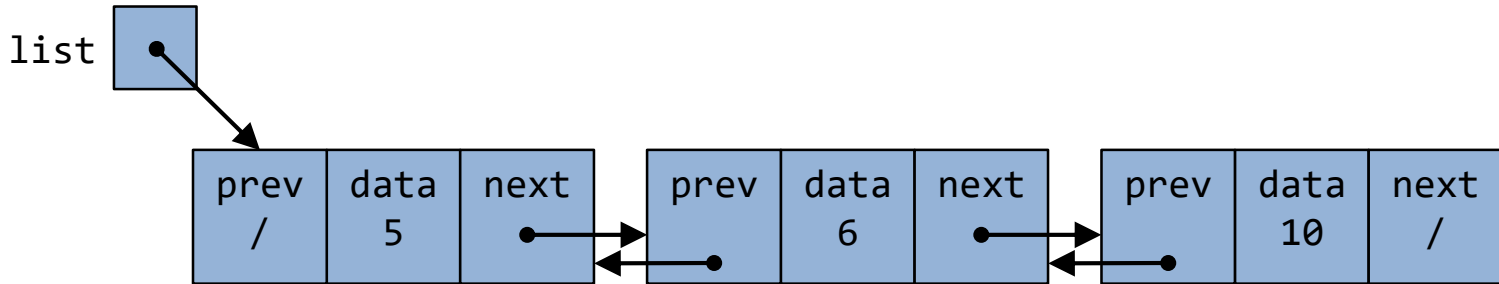 list
prev data next prev data next prev data next
/ 5 6 10 /